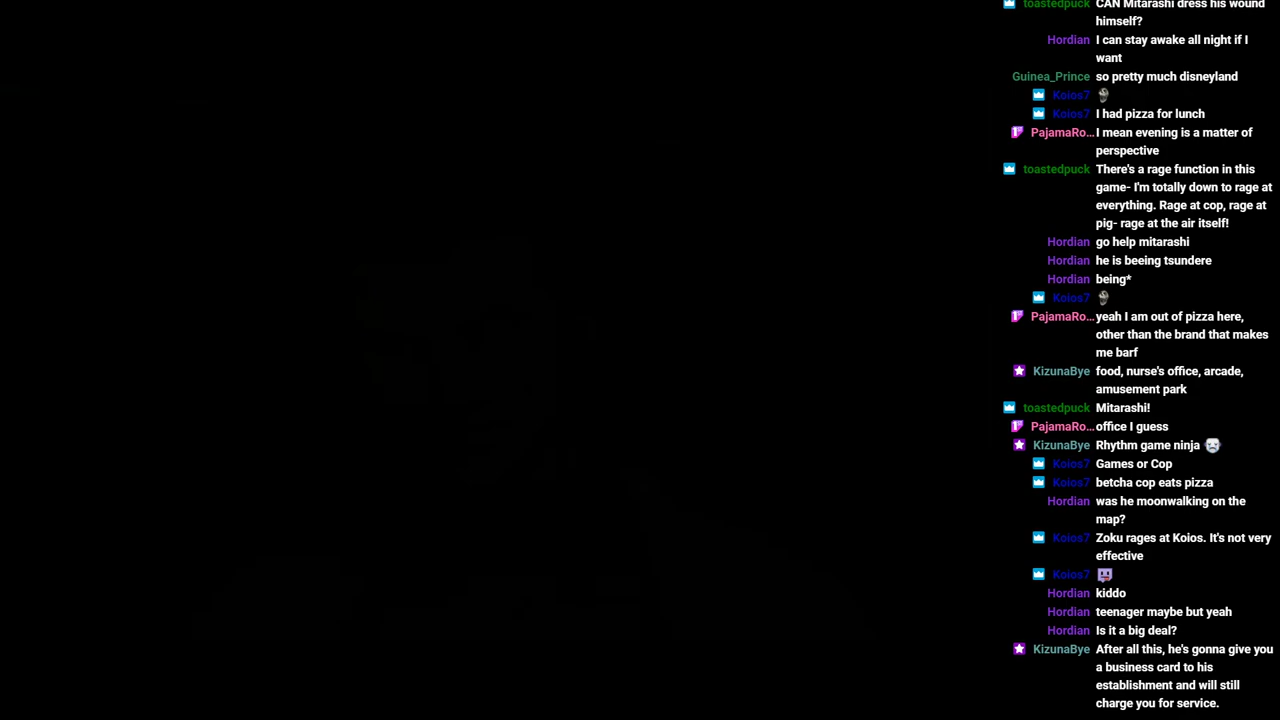 toastedpuck CAN Mitarashi dress his wound
himself?
Hordian I can stay awake all night if I
want
Guinea_Prince so pretty much disneyland
Koios7
Koios7 I had pizza for lunch
PajamaRo... I mean evening is a matter of
perspective
toastedpuck There's a rage function in this
game- I'm totally down to rage at
everything. Rage at cop, rage at
pig- rage at the air itself!
Hordian go help mitarashi
Hordian he is beeing tsundere
Hordian being*
Koios7
PajamaRo... yeah I am out of pizza here,
other than the brand that makes
me barf
KizunaBye food, nurse's office, arcade,
amusement park
toastedpuck Mitarashi!
PajamaRo... office I guess
KizunaBye Rhythm game ninja
Koios7 Games or Cop
Koios7 betcha cop eats pizza
Hordian was he moonwalking on the
map?
Koios7 Zoku rages at Koios. It's not very
effective
Koios7
Hordian kiddo
Hordian teenager maybe but yeah
Hordian Is it a big deal?
KizunaBye After all this, he's gonna give you
a business card to his
establishment and will still
charge you for service.